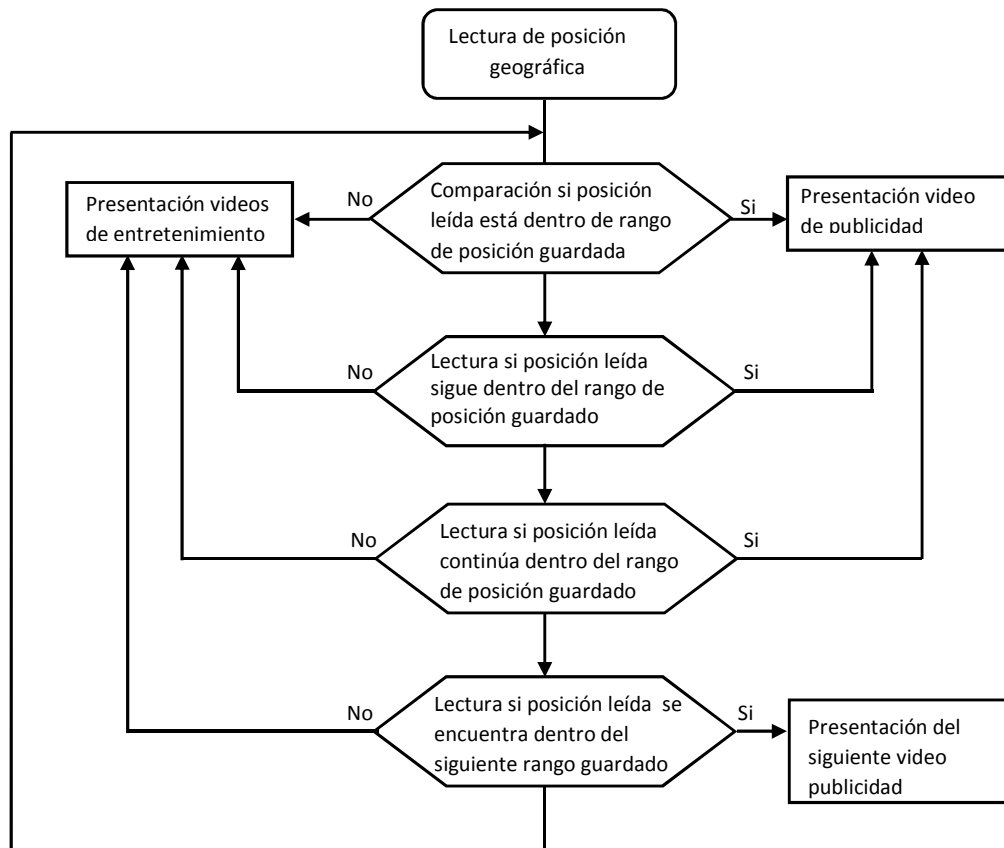 Lectura de posición
geográfica
No
Comparación si posición
leída está dentro de rango
de posición guardada
Si
Presentación videos
de entretenimiento
Presentación video
de publicidad
No
Lectura si posición leída
sigue dentro del rango de
posición guardado
Si
No
Lectura si posición leída
continúa dentro del rango
de posición guardado
Si
No
Lectura si posición leída se
encuentra dentro del
siguiente rango guardado
Si
Presentación del
siguiente video
publicidad